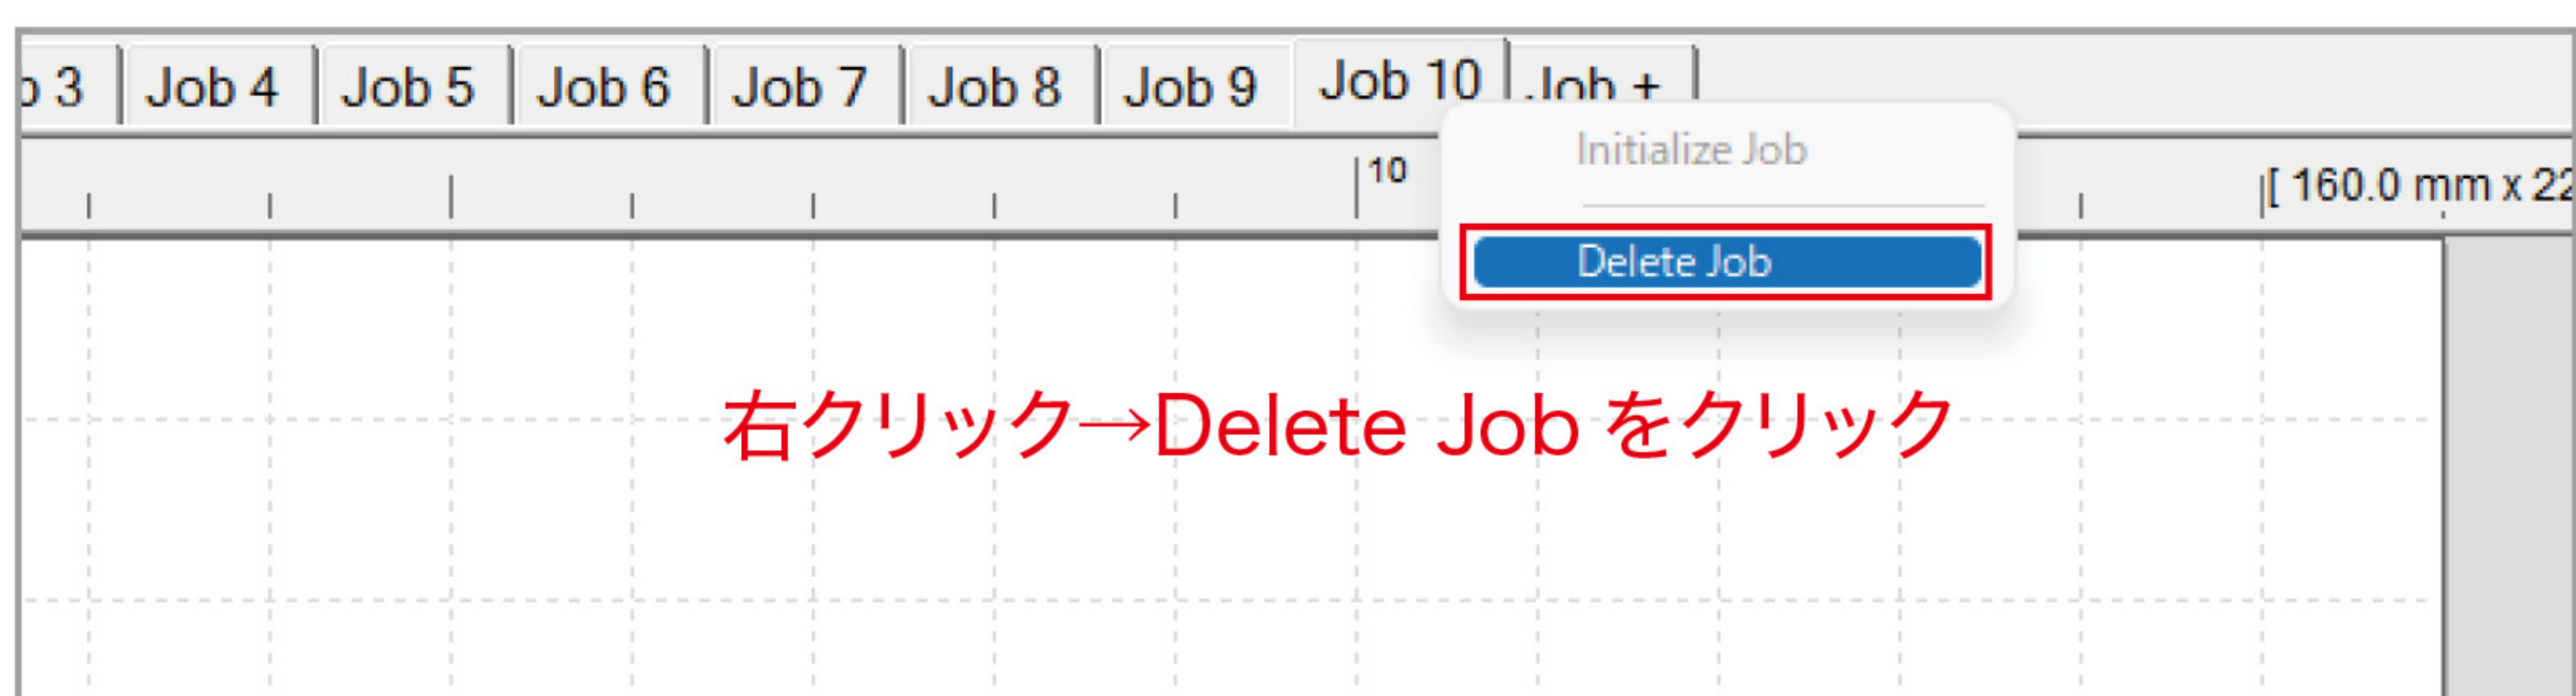 Job 4 Job 5 Job 6 Job 7 Job 8 Job 9 Job 10 Job +
Initialize Job
10
[ 160.0 mm x 22
Delete Job
右クリック→Delete Job をクリック